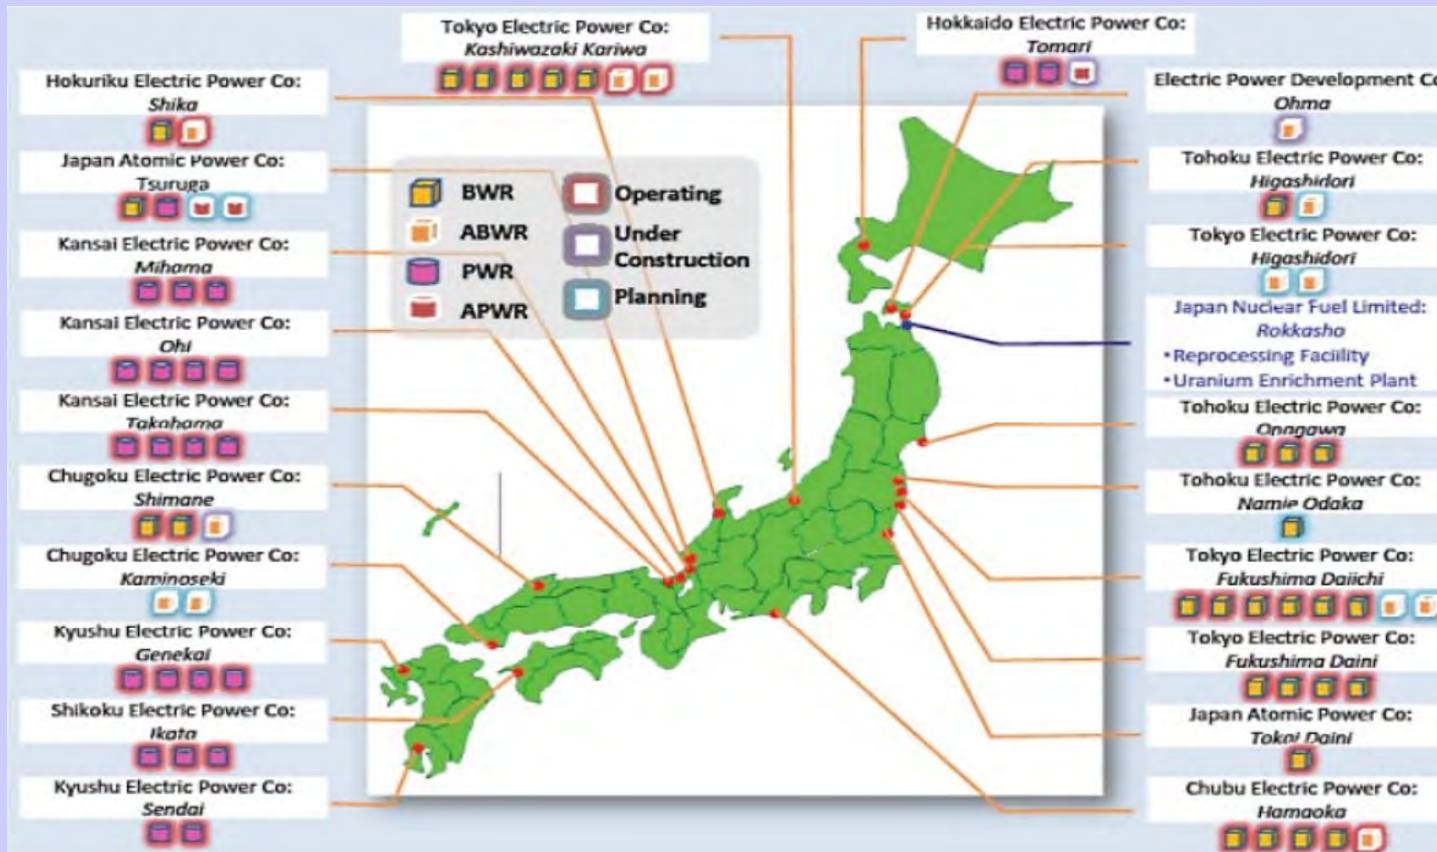 Tokyo Electric Power Co:
Kashiwazaki Kariwa
Hokkaido Electric Power Co:
Tomari
Hokuriku Electric Power Co:
Shika
Japan Atomic Power Co:
Tsuruga
Kansai Electric Power Co:
Mihama
Kansai Electric Power Co:
Ohi
Kansai Electric Power Co:
Takahama
Chugoku Electric Power Co:
Shimane
Chugoku Electric Power Co:
Kaminoseki
Kyushu Electric Power Co:
Genekai
Shikoku Electric Power Co:
Ikata
Kyushu Electric Power Co:
Sendai
BWR
ABWR
PWR
APWR
Operating
Under
Construction
Planning
Electric Power Development Co
Ohma
Tohoku Electric Power Co:
Higashidori
Tokyo Electric Power Co:
Higashidori
Japan Nuclear Fuel Limited:
Rokkasho
•Reprocessing Faciility
•Uranium Enrichment Plant
Tohoku Electric Power Co:
Onagawa
Tohoku Electric Power Co:
Namie Odaka
Tokyo Electric Power Co:
Fukushima Daiichi
Tokyo Electric Power Co:
Fukushima Daini
Japan Atomic Power Co:
Tokai Daini
Chubu Electric Power Co:
Hamaoka